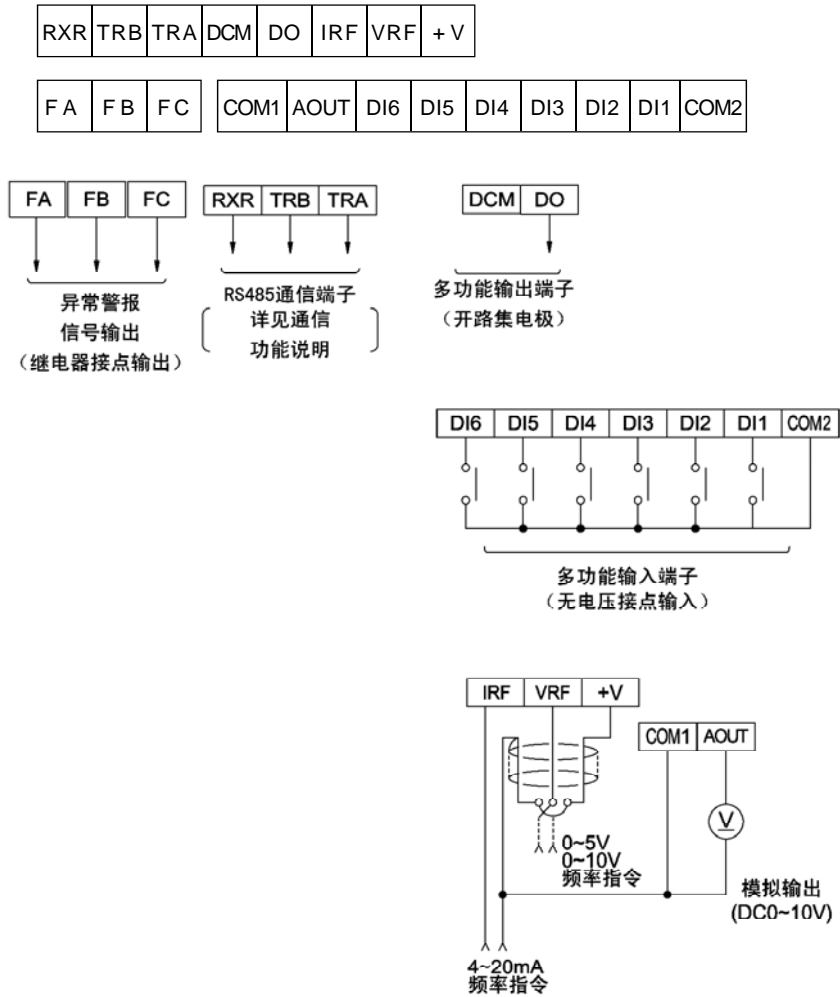 RXR TRB TRA DCM DO IRF VRF +V
FA FB FC COM1 AOUT DI6 DI5 DI4 DI3 DI2 DI1 COM2
FA FB FC
异常警报
信号输出
（继电器接点输出）
RXR TRB TRA
RS485通信端子
详见通信
功能说明
DCM DO
多功能输出端子
（开路集电极）
DI6 DI5 DI4 DI3 DI2 DI1 COM2
多功能输入端子
（无电压接点输入）
IRF VRF +V
COM1 AOUT
V
0~5V
0~10V
频率指令
模拟输出
(DC0~10V)
4~20mA
频率指令